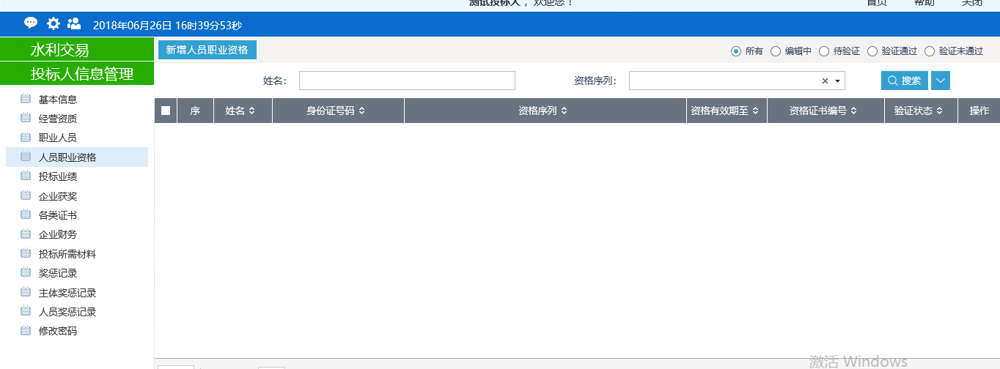 测试投标人，欢迎您！ 首页 帮助 关闭
2018年06月26日 16时39分53秒
水利交易
投标人信息管理
基本信息
经营资质
职业人员
人员职业资格
投标业绩
企业获奖
各类证书
企业财务
投标所需材料
奖惩记录
主体奖惩记录
人员奖惩记录
修改密码
新增人员职业资格 所有 编辑中 待验证 验证通过 验证未通过
姓名： 资格序列： 搜索
序 姓名 身份证号码 资格序列 资格有效期至 资格证书编号 验证状态 操作
激活 Windows